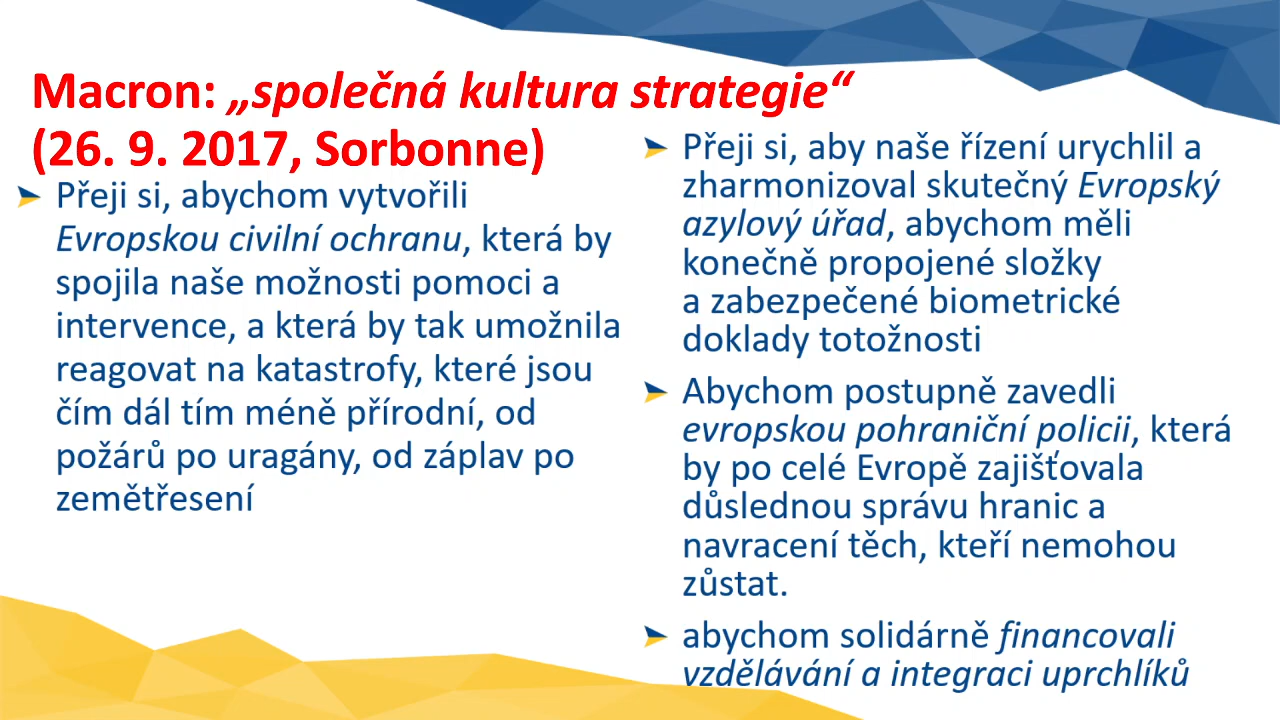 Macron: „společná kultura strategie“
(26. 9. 2017, Sorbonne)
Přeji si, abychom vytvořili
Evropskou civilní ochranu, která by
spojila naše možnosti pomoci a
intervence, a která by tak umožnila
reagovat na katastrofy, které jsou
čím dál tím méně přírodní, od
požárů po uragány, od záplav po
zemětřesení
Přeji si, aby naše řízení urychlil a
zharmonizoval skutečný Evropský
azylový úřad, abychom měli
konečně propojené složky
a zabezpečené biometrické
doklady totožnosti
Abychom postupně zavedli
evropskou pohraniční policii, která
by po celé Evropě zajišťovala
důslednou správu hranic a
navracení těch, kteří nemohou
zůstat.
abychom solidárně financovali
vzdělávání a integraci uprchlíků